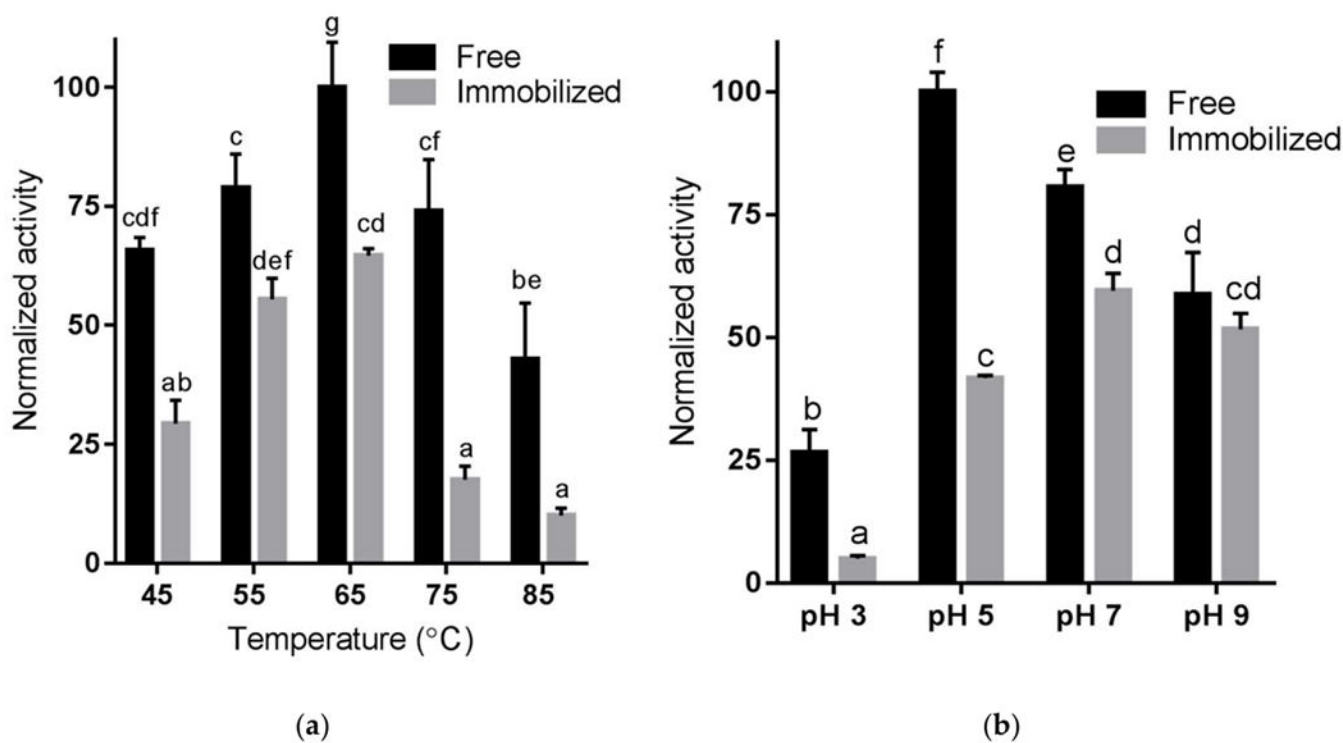 g
Free
Immobilized
100
c
cf
Normalized activity
75
cdf
cd
def
be
50
ab
25
a
a
0
45 55 65 75 85
Temperature (°C)
(a)
f
Free
Immobilized
100
e
Normalized activity
75
d
d
cd
50
c
b
25
a
0
pH 3 pH 5 pH 7 pH 9
(b)